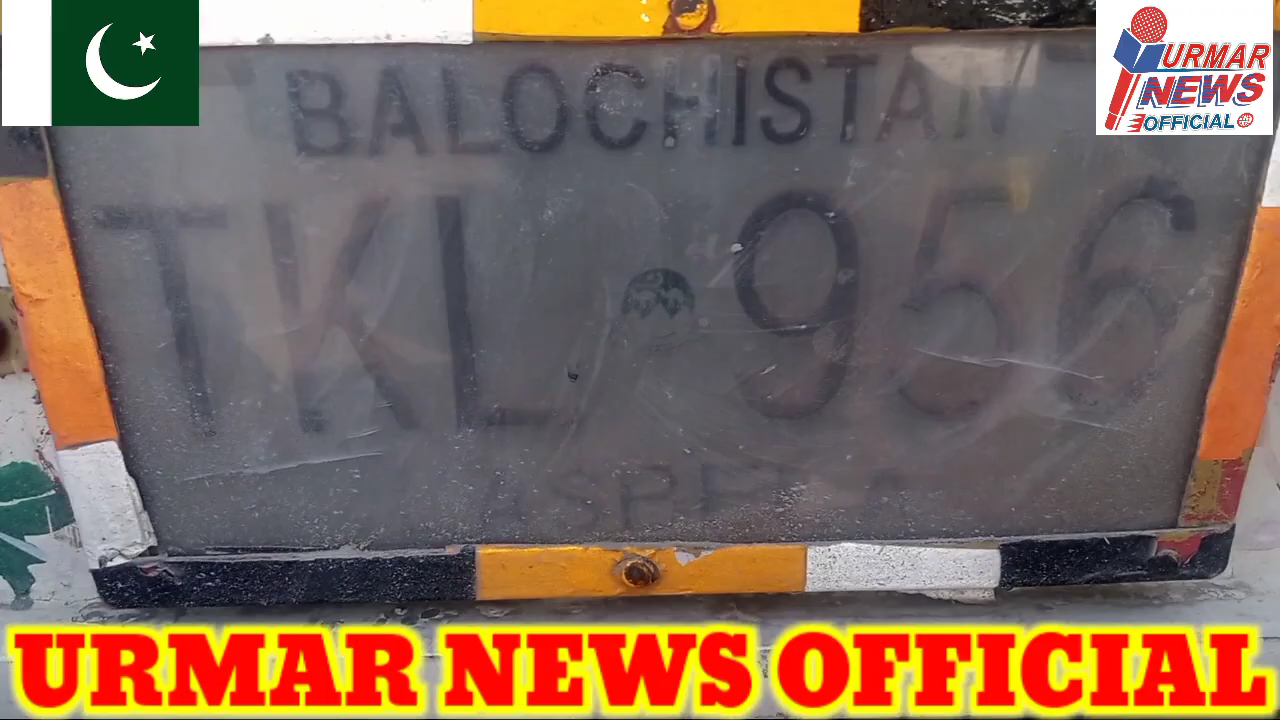 URMAR
NEWS
OFFICIAL
BALOCHISTAN
TKL 956
URMAR NEWS OFFICIAL